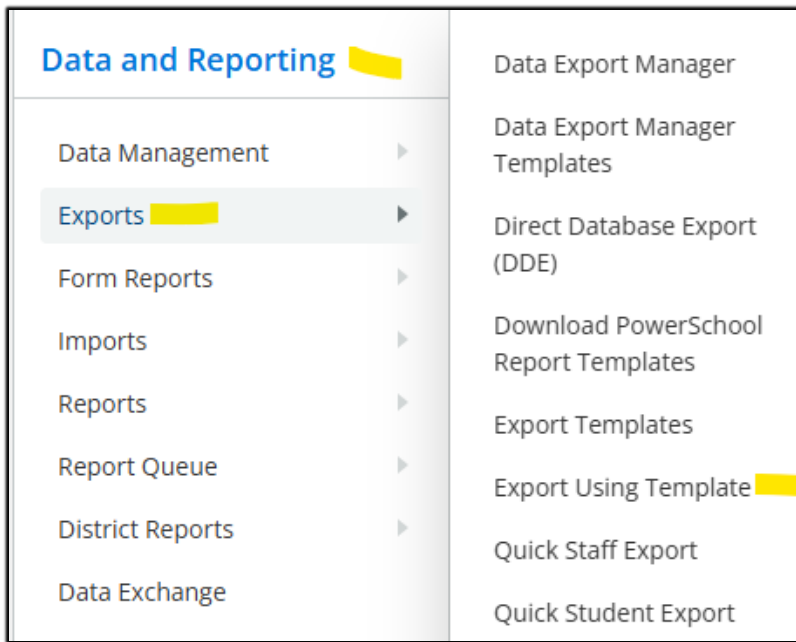 Data and Reporting
Data Management
Exports
Form Reports
Imports
Reports
Report Queue
District Reports
Data Exchange
Data Export Manager
Data Export Manager
Templates
Direct Database Export
(DDE)
Download PowerSchool
Report Templates
Export Templates
Export Using Template
Quick Staff Export
Quick Student Export